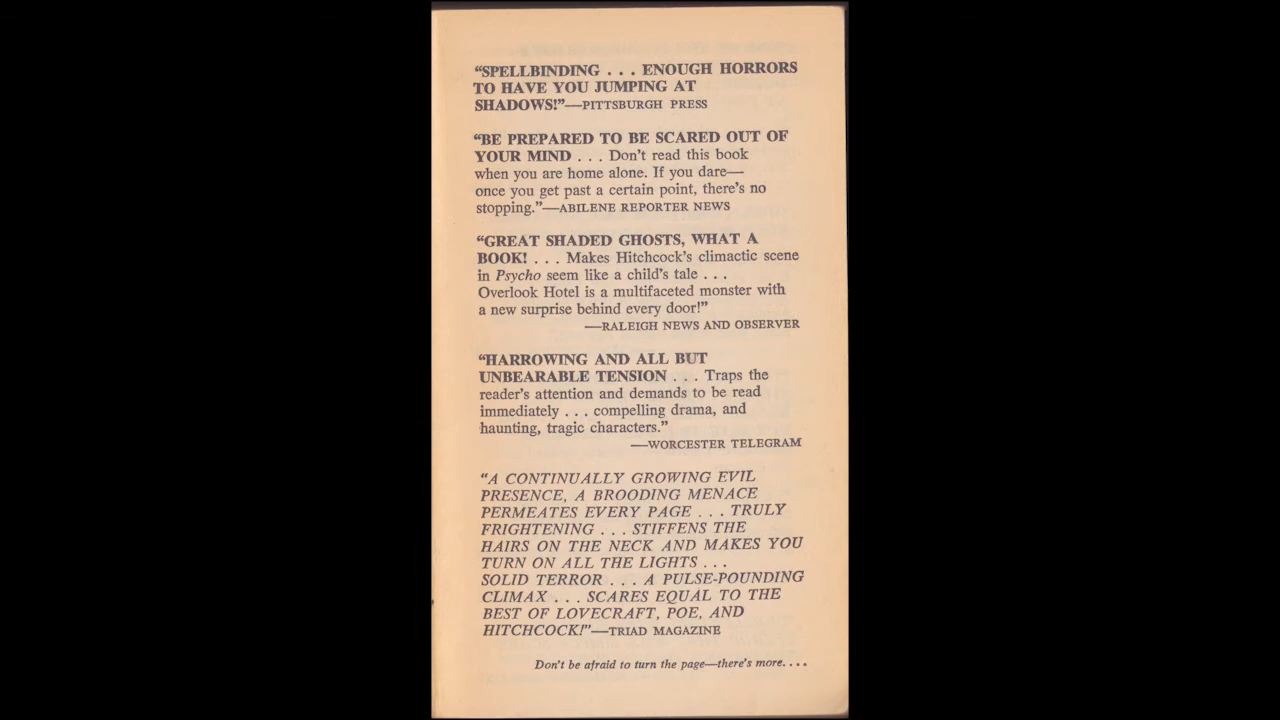 “SPELLBINDING . . . ENOUGH HORRORS
TO HAVE YOU JUMPING AT
SHADOWS!”—PITTSBURGH PRESS
“BE PREPARED TO BE SCARED OUT OF
YOUR MIND . . . Don’t read this book
when you are home alone. If you dare—
once you get past a certain point, there’s no
stopping.”—ABILENE REPORTER NEWS
“GREAT SHADED GHOSTS, WHAT A
BOOK! . . . Makes Hitchcock’s climactic scene
in Psycho seem like a child’s tale . . .
Overlook Hotel is a multifaceted monster with
a new surprise behind every door!”
—RALEIGH NEWS AND OBSERVER
“HARROWING AND ALL BUT
UNBEARABLE TENSION . . . Traps the
reader’s attention and demands to be read
immediately . . . compelling drama, and
haunting, tragic characters.”
—WORCESTER TELEGRAM
“A CONTINUALLY GROWING EVIL
PRESENCE, A BROODING MENACE
PERMEATES EVERY PAGE . . . TRULY
FRIGHTENING . . . STIFFENS THE
HAIRS ON THE NECK AND MAKES YOU
TURN ON ALL THE LIGHTS . . .
SOLID TERROR . . . A PULSE-POUNDING
CLIMAX . . . SCARES EQUAL TO THE
BEST OF LOVECRAFT, POE, AND
HITCHCOCK!”—TRIAD MAGAZINE
Don’t be afraid to turn the page—there’s more. . . .